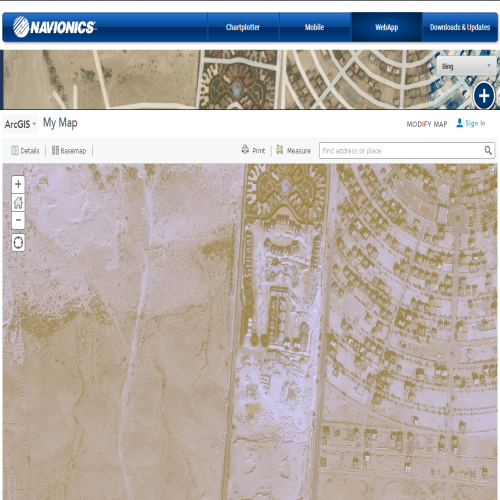 NAVIONICS
Chartplotter Mobile WebApp Downloads & Updates
Bing
ArcGIS My Map
MODIFY MAP Sign In
Details Basemap Print Measure Find address or place